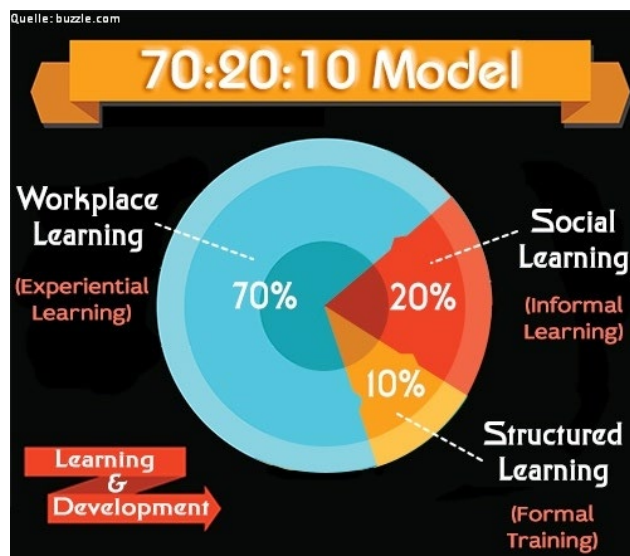 Quelle: buzzle.com
70:20:10 Model
Workplace
Learning
(Experiential
Learning)
70%
Social
Learning
(Informal
Learning)
20%
10%
Structured
Learning
(Formal
Training)
Learning
&
Development